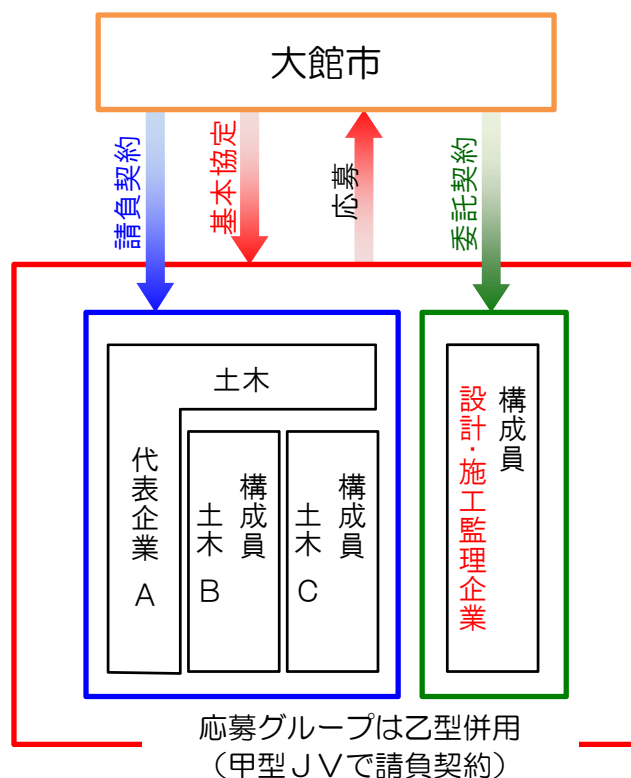 大館市
請負契約
基本協定
応募
委託契約
土木
代表企業 A
構成員
土木 B
構成員
土木 C
構成員
設計・施工監理企業
応募グループは乙型併用
（甲型ＪＶで請負契約）